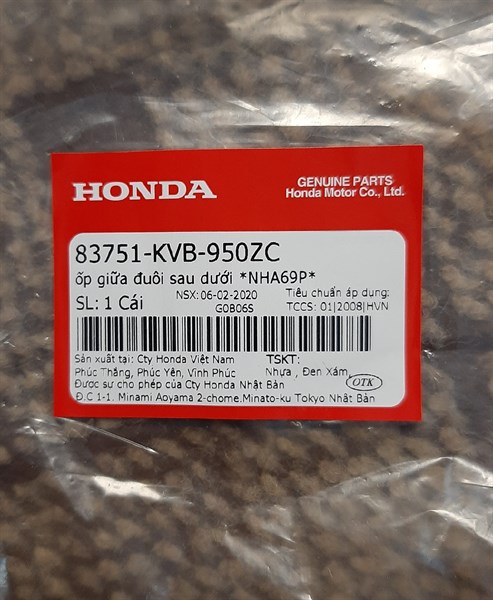 HONDA
GENUINE PARTS
Honda Motor Co., Ltd.
83751-KVB-950ZC
ốp giữa đuôi sau dưới *NHA69P*
SL: 1 Cái
NSX: 06-02-2020
G0B06S
Tiêu chuẩn áp dụng:
TCCS: 01|2008|HVN
Sản xuất tại: Cty Honda Việt Nam
Phúc Thắng, Phúc Yên, Vĩnh Phúc
TSKT:
Nhựa , Đen Xám,
Được sự cho phép của Cty Honda Nhật Bản
OTK
Đ.C 1-1. Minami Aoyama 2-chome.Minato-ku Tokyo Nhật Bản